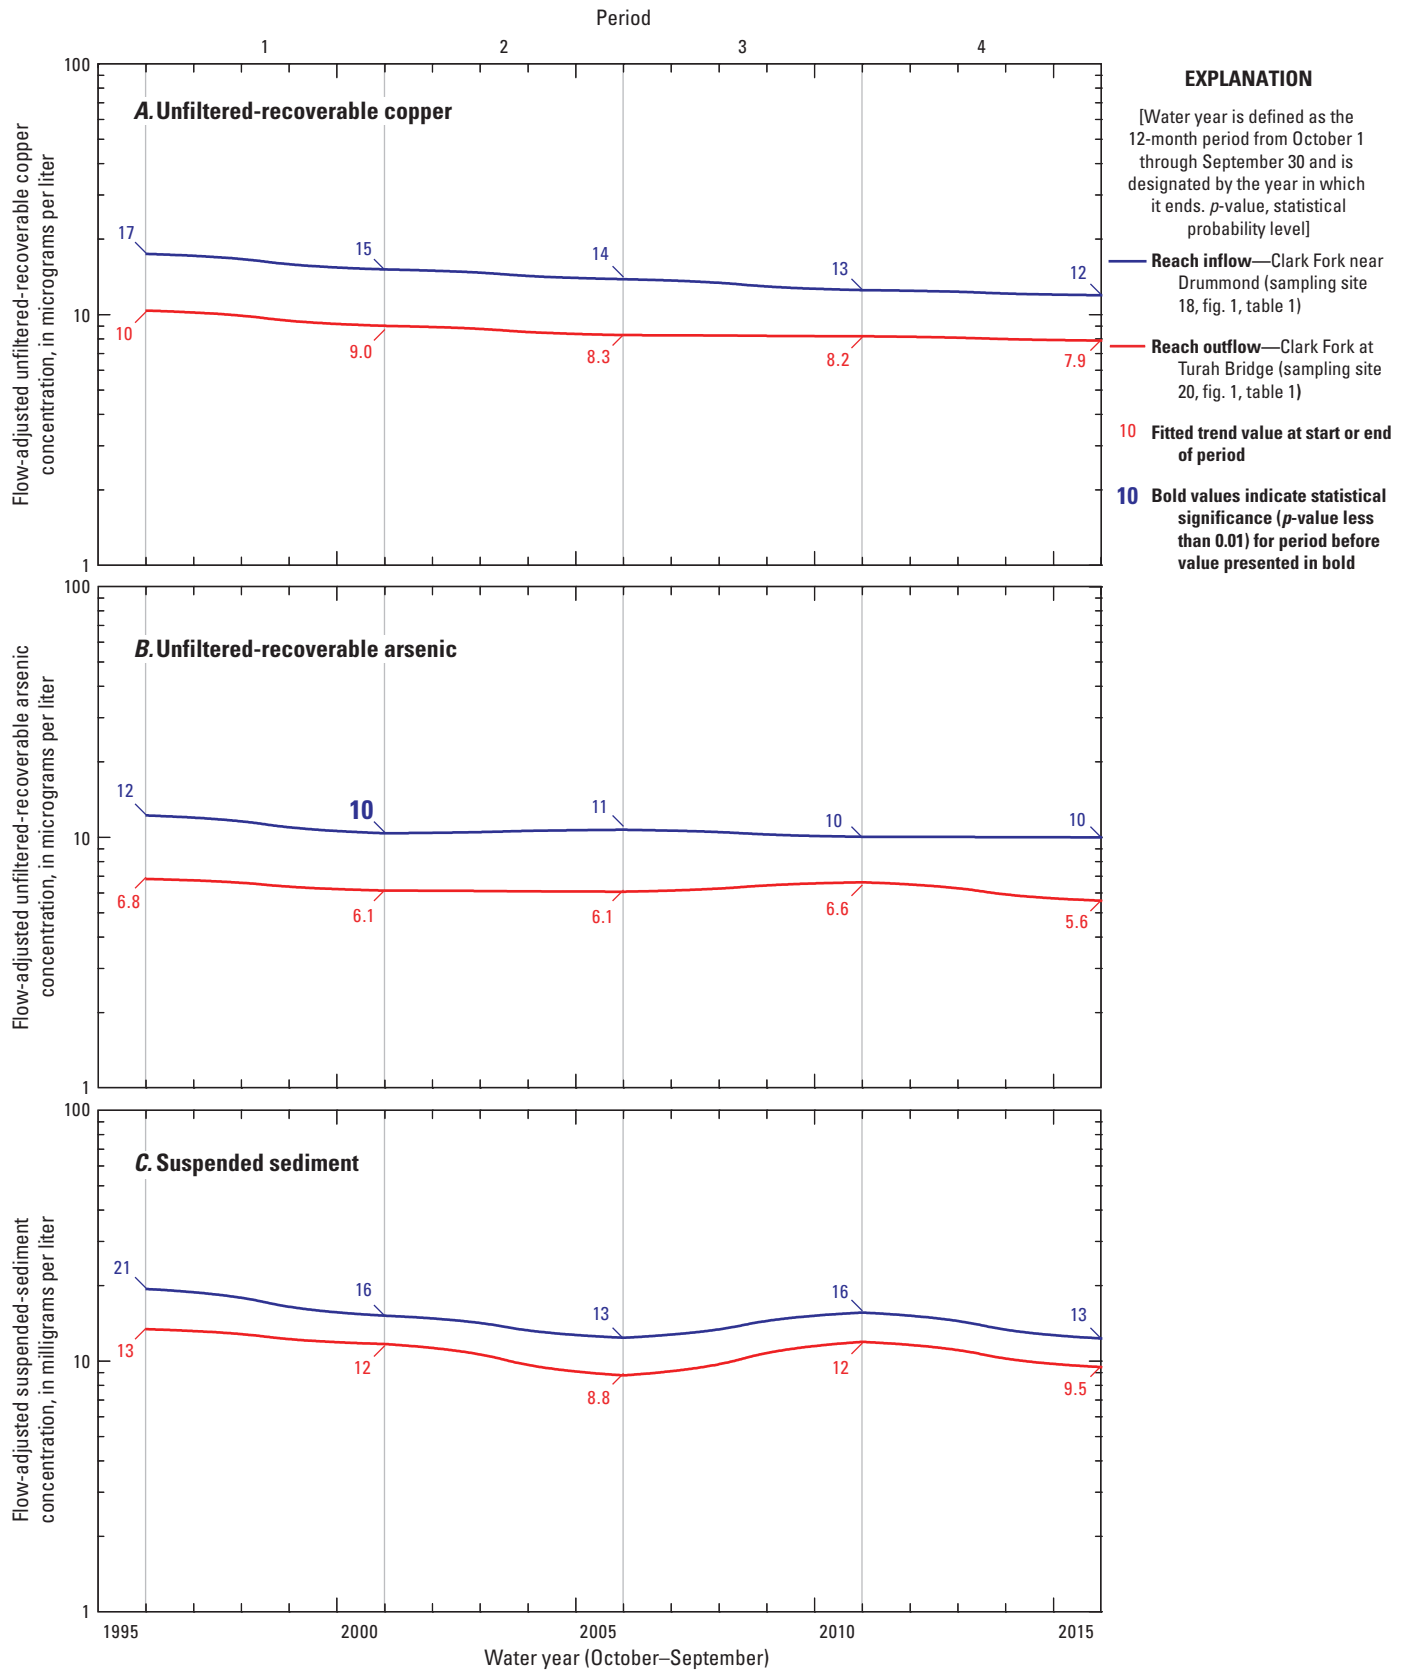 Period
1 2 3 4
100
A. Unfiltered-recoverable copper
17
15
14
13
12
10
10
9.0
8.3
8.2
7.9
1
Flow-adjusted unfiltered-recoverable copper
concentration, in micrograms per liter
100
B. Unfiltered-recoverable arsenic
12
10
11
10
10
10
6.8
6.1
6.1
6.6
5.6
1
Flow-adjusted unfiltered-recoverable arsenic
concentration, in micrograms per liter
100
C. Suspended sediment
21
16
13
16
13
10
13
12
8.8
12
9.5
1
Flow-adjusted suspended-sediment
concentration, in milligrams per liter
1995 2000 2005 2010 2015
Water year (October–September)
EXPLANATION
[Water year is defined as the
12-month period from October 1
through September 30 and is
designated by the year in which
it ends. p-value, statistical
probability level]
Reach inflow—Clark Fork near
Drummond (sampling site
18, fig. 1, table 1)
Reach outflow—Clark Fork at
Turah Bridge (sampling site
20, fig. 1, table 1)
10 Fitted trend value at start or end
of period
10 Bold values indicate statistical
significance (p-value less
than 0.01) for period before
value presented in bold